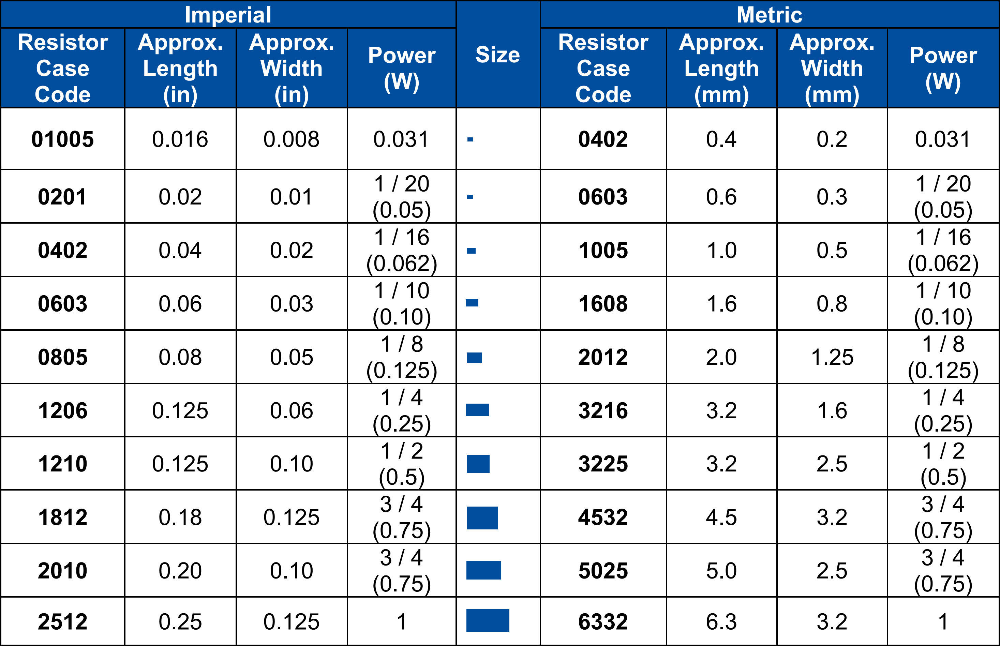 Imperial
Size
Metric
Resistor Case Code
Approx. Length (in)
Approx. Width (in)
Power (W)
Resistor Case Code
Approx. Length (mm)
Approx. Width (mm)
Power (W)
01005 0.016 0.008 0.031 0402 0.4 0.2 0.031
0201 0.02 0.01 1 / 20 (0.05) 0603 0.6 0.3 1 / 20 (0.05)
0402 0.04 0.02 1 / 16 (0.062) 1005 1.0 0.5 1 / 16 (0.062)
0603 0.06 0.03 1 / 10 (0.10) 1608 1.6 0.8 1 / 10 (0.10)
0805 0.08 0.05 1 / 8 (0.125) 2012 2.0 1.25 1 / 8 (0.125)
1206 0.125 0.06 1 / 4 (0.25) 3216 3.2 1.6 1 / 4 (0.25)
1210 0.125 0.10 1 / 2 (0.5) 3225 3.2 2.5 1 / 2 (0.5)
1812 0.18 0.125 3 / 4 (0.75) 4532 4.5 3.2 3 / 4 (0.75)
2010 0.20 0.10 3 / 4 (0.75) 5025 5.0 2.5 3 / 4 (0.75)
2512 0.25 0.125 1 6332 6.3 3.2 1